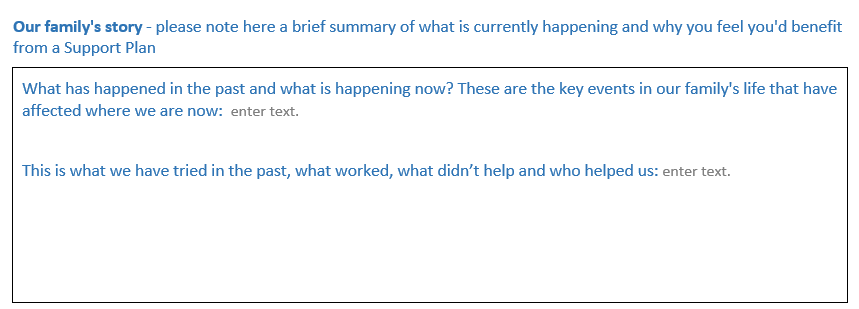 Our family's story - please note here a brief summary of what is currently happening and why you feel you'd benefit
from a Support Plan
What has happened in the past and what is happening now? These are the key events in our family's life that have
affected where we are now:  enter text.
This is what we have tried in the past, what worked, what didn’t help and who helped us: enter text.